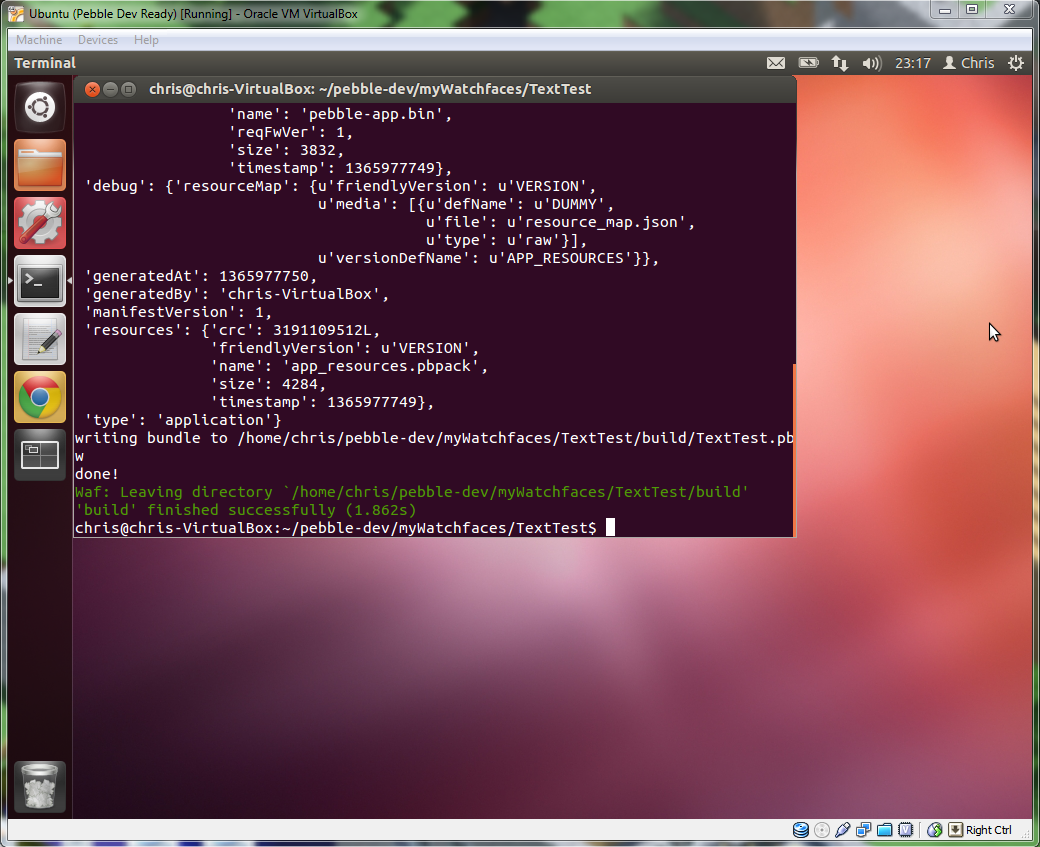 Ubuntu (Pebble Dev Ready) [Running] - Oracle VM VirtualBox
Machine Devices Help
Terminal 23:17 Chris
chris@chris-VirtualBox: ~/pebble-dev/myWatchfaces/TextTest
'name': 'pebble-app.bin',
'reqFwVer': 1,
'size': 3832,
'timestamp': 1365977749},
'debug': {'resourceMap': {u'friendlyVersion': u'VERSION',
u'media': [{u'defName': u'DUMMY',
u'file': u'resource_map.json',
u'type': u'raw'}],
u'versionDefName': u'APP_RESOURCES'}},
'generatedAt': 1365977750,
'generatedBy': 'chris-VirtualBox',
'manifestVersion': 1,
'resources': {'crc': 3191109512L,
'friendlyVersion': u'VERSION',
'name': 'app_resources.pbpack',
'size': 4284,
'timestamp': 1365977749},
'type': 'application'}
writing bundle to /home/chris/pebble-dev/myWatchfaces/TextTest/build/TextTest.pb
w
done!
Waf: Leaving directory `/home/chris/pebble-dev/myWatchfaces/TextTest/build'
'build' finished successfully (1.862s)
chris@chris-VirtualBox:~/pebble-dev/myWatchfaces/TextTest$
Right Ctrl